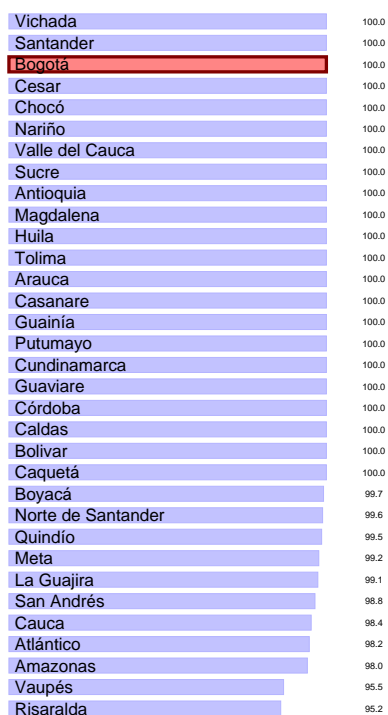 Vichada 100.0
Santander 100.0
Bogotá 100.0
Cesar 100.0
Chocó 100.0
Nariño 100.0
Valle del Cauca 100.0
Sucre 100.0
Antioquia 100.0
Magdalena 100.0
Huila 100.0
Tolima 100.0
Arauca 100.0
Casanare 100.0
Guainía 100.0
Putumayo 100.0
Cundinamarca 100.0
Guaviare 100.0
Córdoba 100.0
Caldas 100.0
Bolivar 100.0
Caquetá 100.0
Boyacá 99.7
Norte de Santander 99.6
Quindío 99.5
Meta 99.2
La Guajira 99.1
San Andrés 98.8
Cauca 98.4
Atlántico 98.2
Amazonas 98.0
Vaupés 95.5
Risaralda 95.2